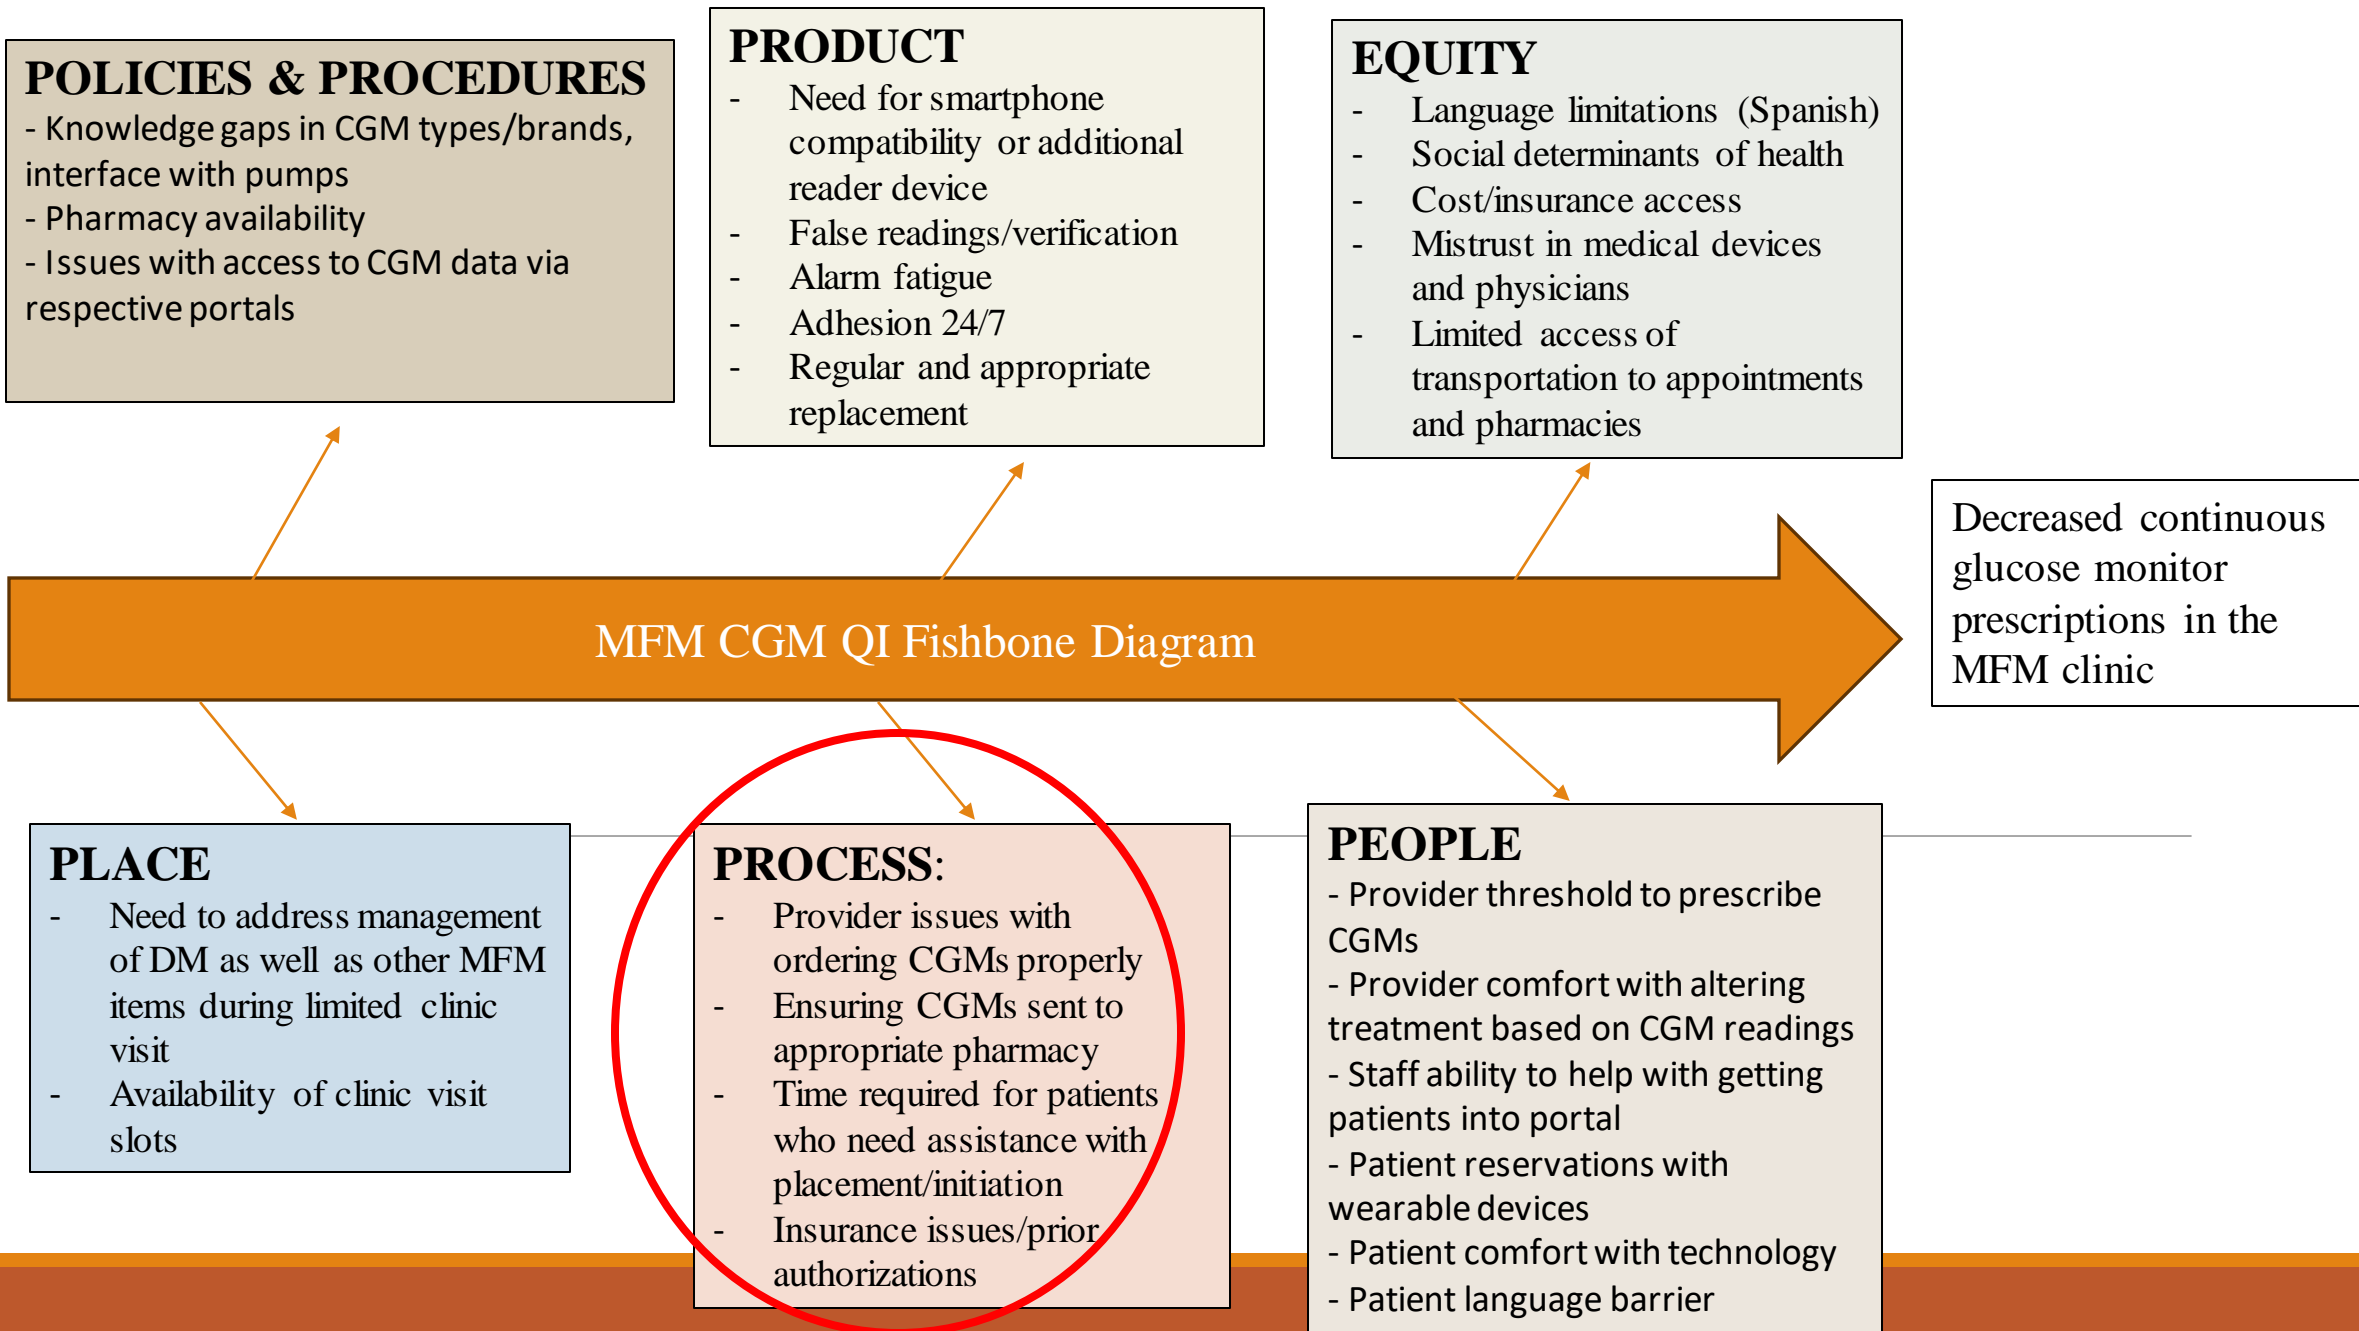 POLICIES & PROCEDURES
- Knowledge gaps in CGM types/brands,
interface with pumps
- Pharmacy availability
- Issues with access to CGM data via
respective portals
PRODUCT
- Need for smartphone
compatibility or additional
reader device
- False readings/verification
- Alarm fatigue
- Adhesion 24/7
- Regular and appropriate
replacement
EQUITY
- Language limitations (Spanish)
- Social determinants of health
- Cost/insurance access
- Mistrust in medical devices
and physicians
- Limited access of
transportation to appointments
and pharmacies
MFM CGM QI Fishbone Diagram
Decreased continuous
glucose monitor
prescriptions in the
MFM clinic
PLACE
- Need to address management
of DM as well as other MFM
items during limited clinic
visit
- Availability of clinic visit
slots
PROCESS:
- Provider issues with
ordering CGMs properly
- Ensuring CGMs sent to
appropriate pharmacy
- Time required for patients
who need assistance with
placement/initiation
- Insurance issues/prior
authorizations
PEOPLE
- Provider threshold to prescribe
CGMs
- Provider comfort with altering
treatment based on CGM readings
- Staff ability to help with getting
patients into portal
- Patient reservations with
wearable devices
- Patient comfort with technology
- Patient language barrier